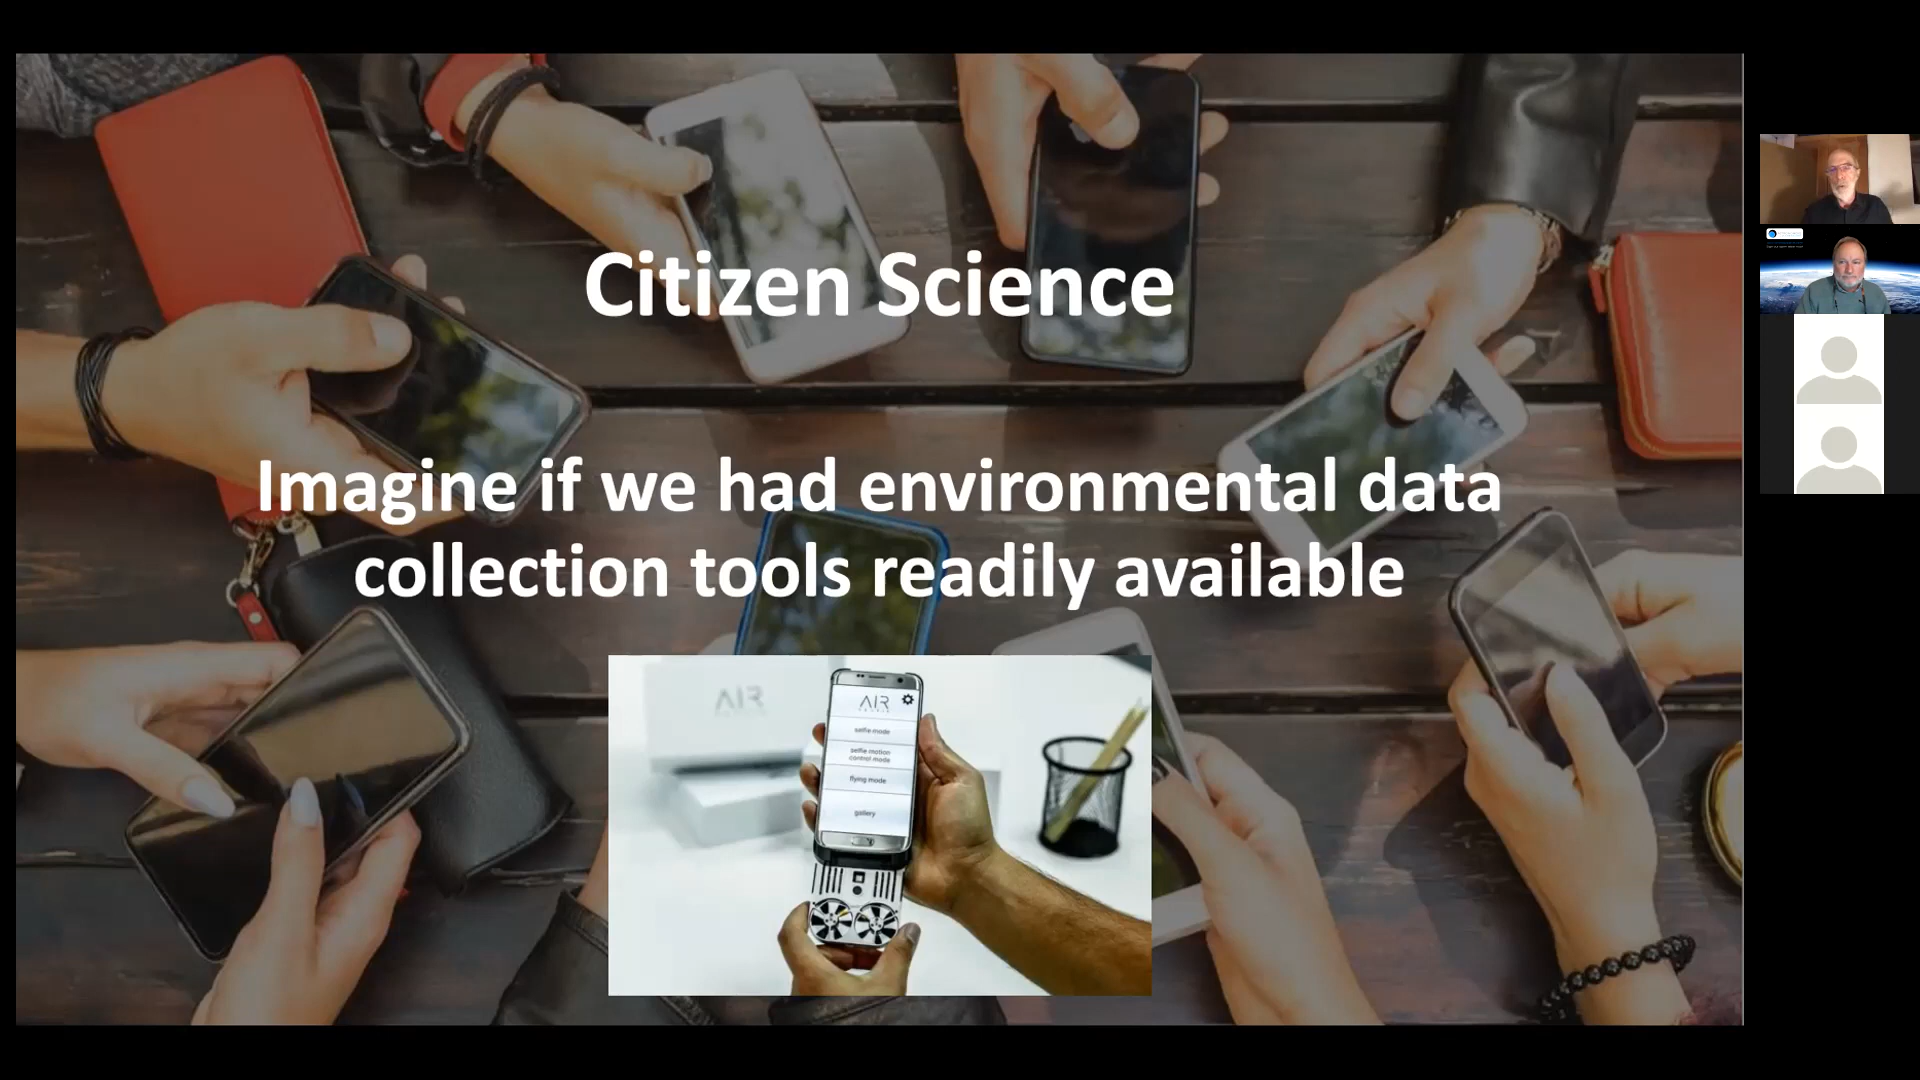 Citizen Science
Imagine if we had environmental data
collection tools readily available
AIR
AIR
selfie mode
selfie motion
control mode
flying mode
gallery